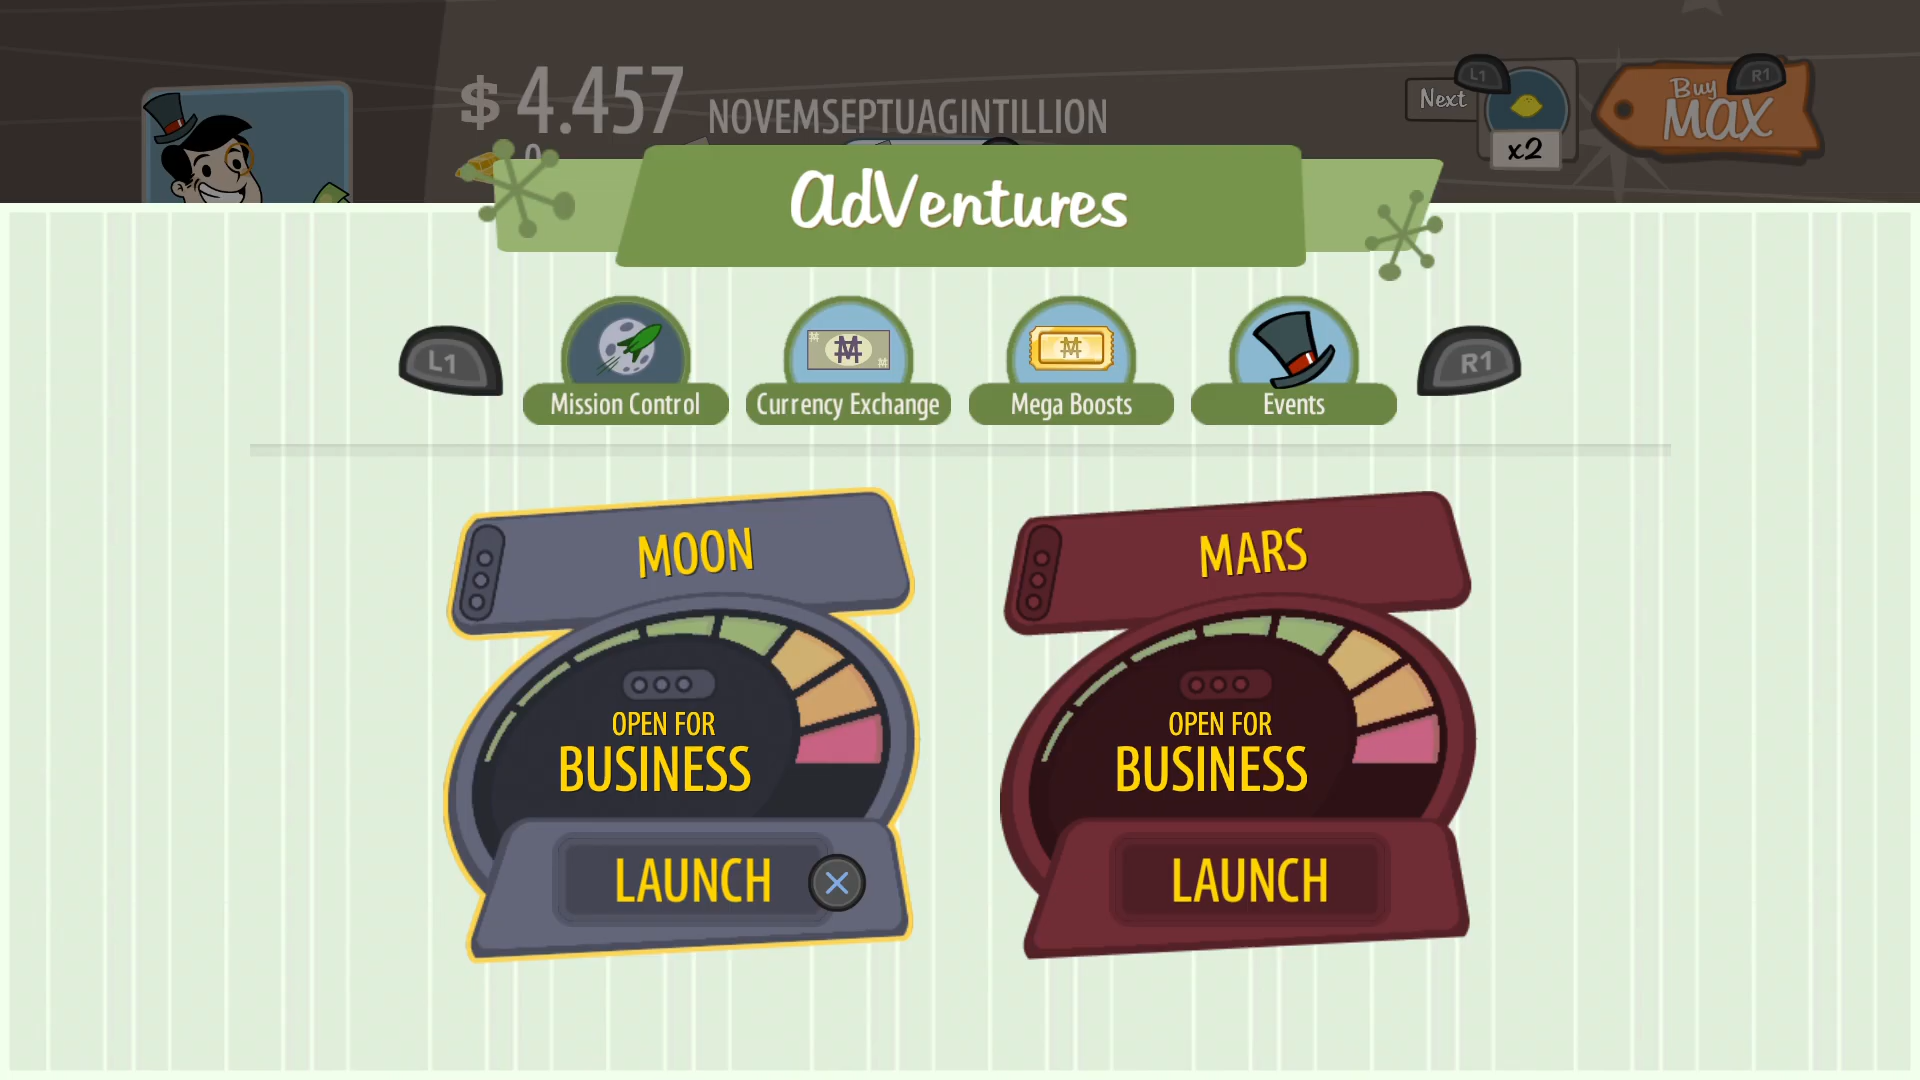 $ 4.457 NOVEMSEPTUAGINTILLION
0
L1
Next
x2
R1
Buy
MAX
AdVentures
L1
Mission Control
Currency Exchange
Mega Boosts
Events
R1
MOON
OPEN FOR
BUSINESS
LAUNCH
MARS
OPEN FOR
BUSINESS
LAUNCH